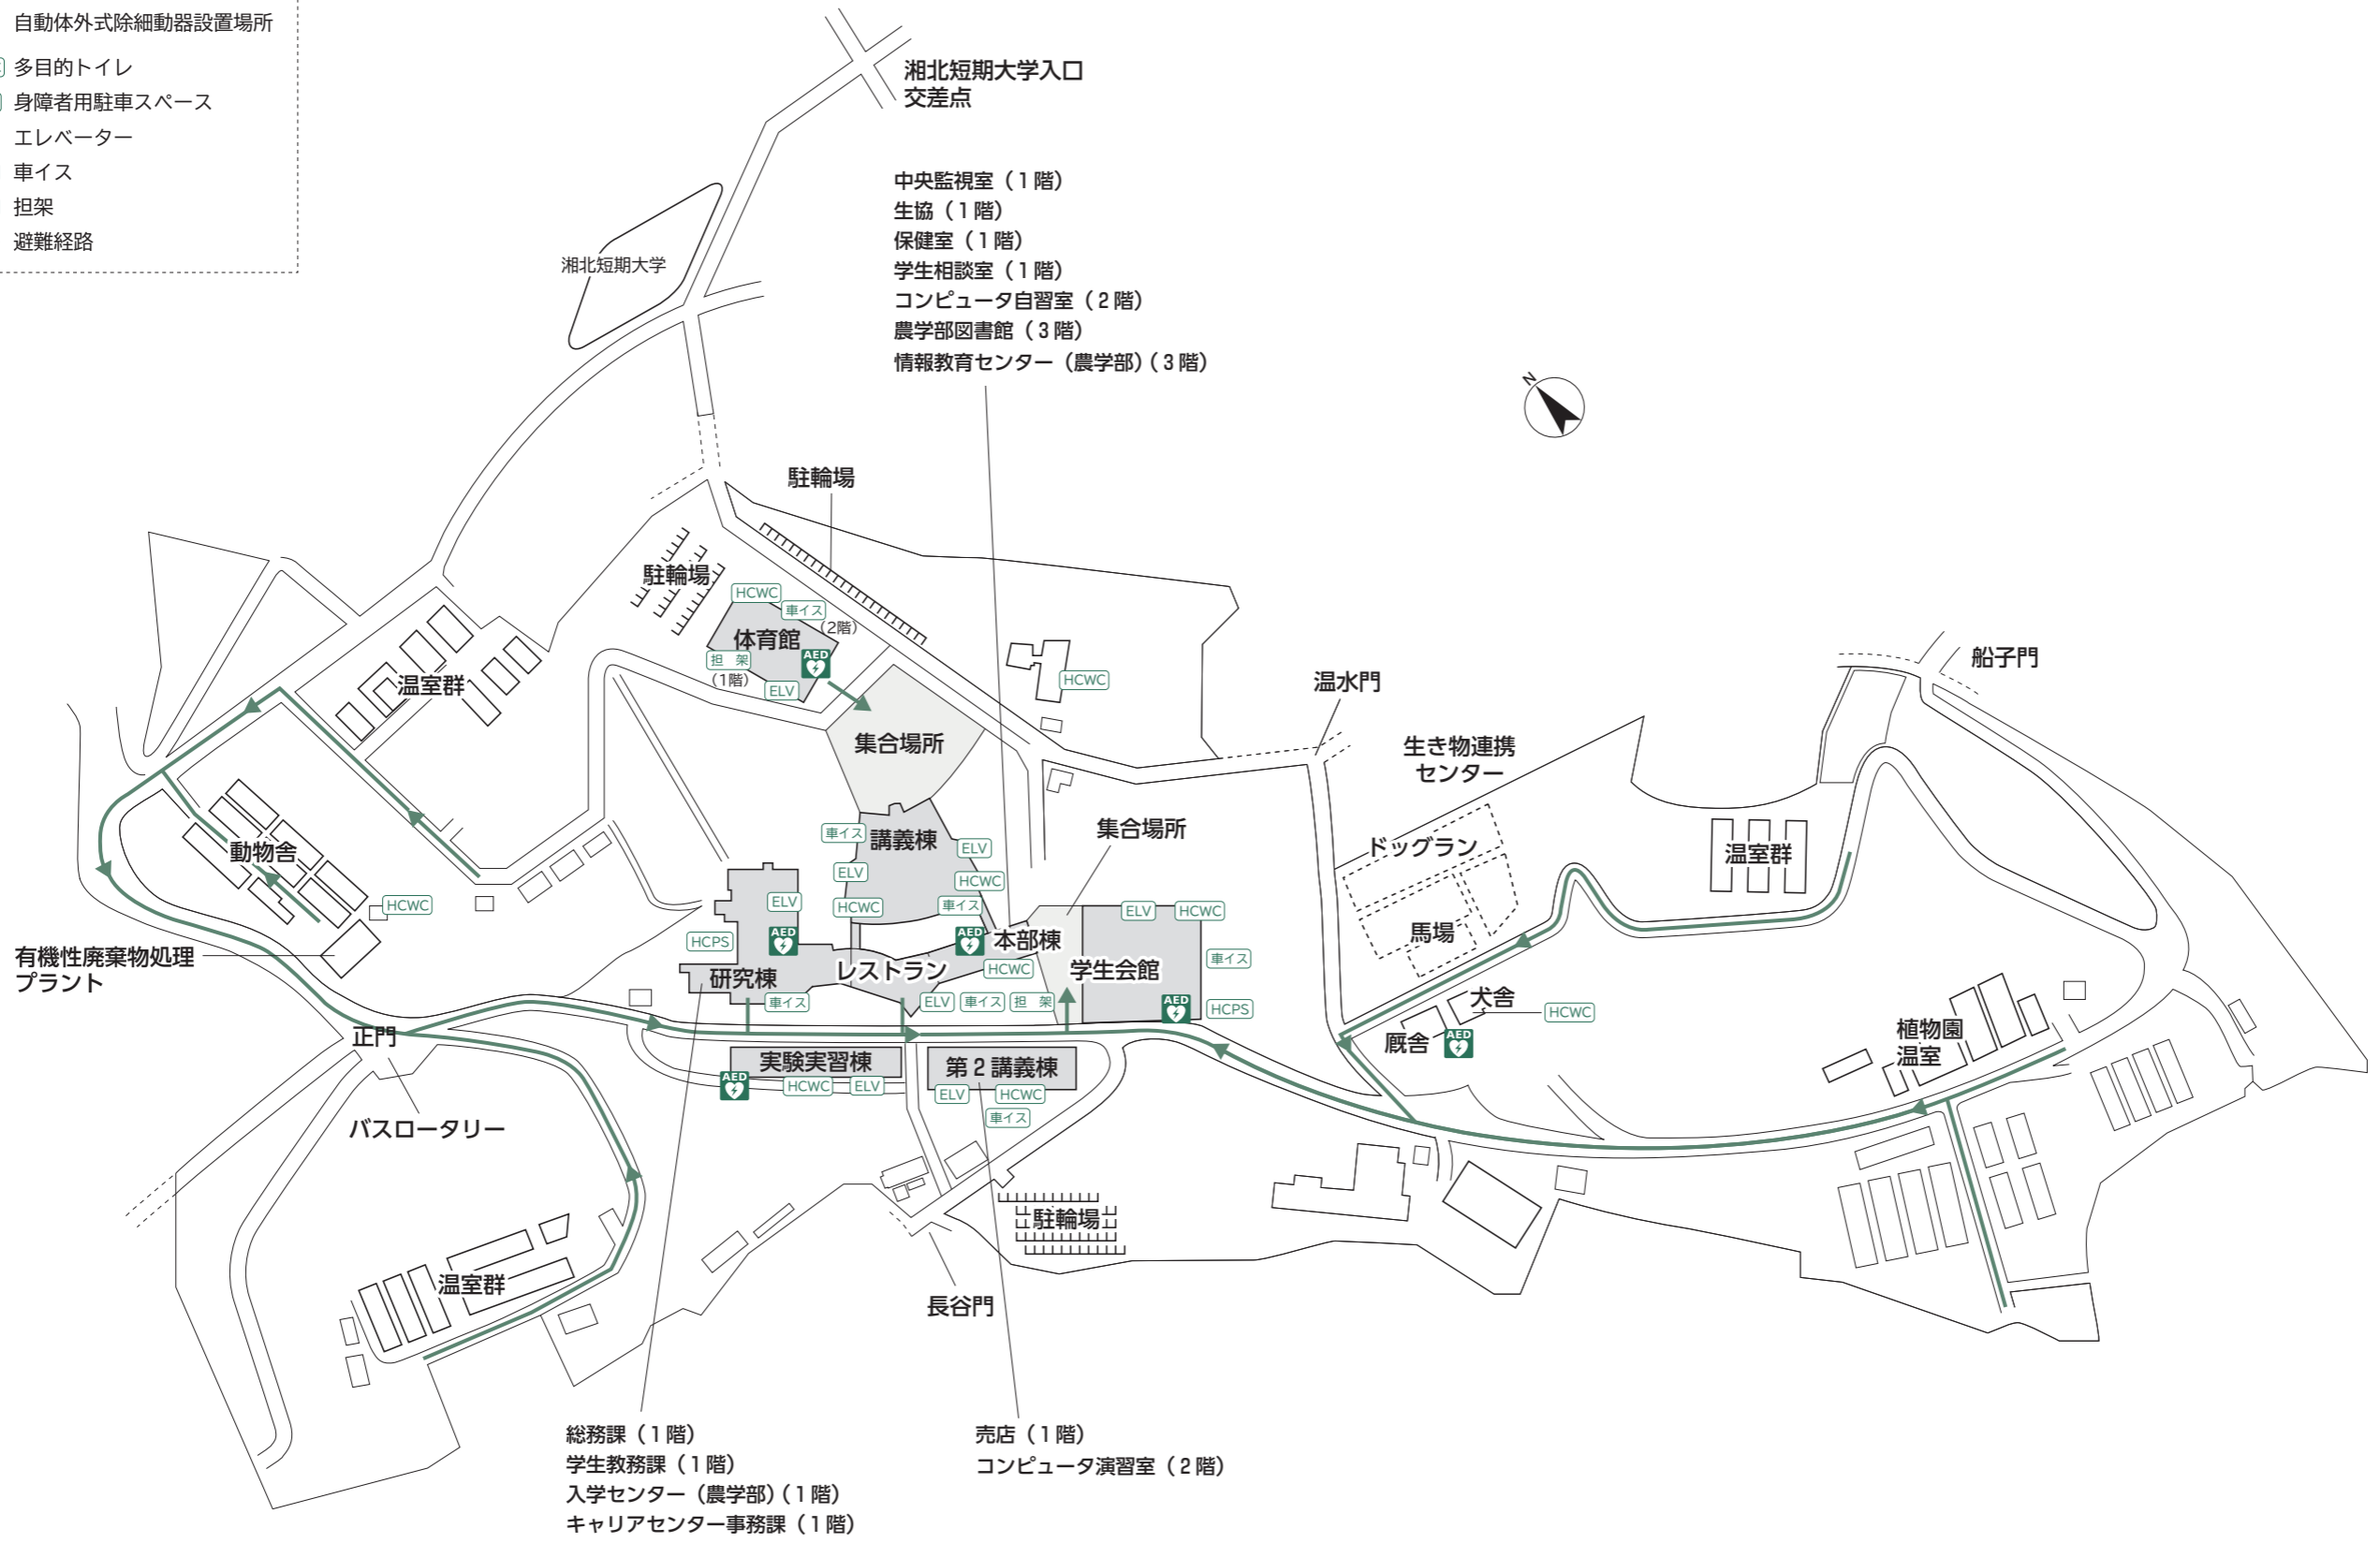 自動体外式除細動器設置場所
多目的トイレ
身障者用駐車スペース
エレベーター
車イス
担架
避難経路
湘北短期大学入口
交差点
湘北短期大学
中央監視室（1階）
生協（1階）
保健室（1階）
学生相談室（1階）
コンピュータ自習室（2階）
農学部図書館（3階）
情報教育センター（農学部）（3階）
N
駐輪場
駐輪場
HCWC
車イス
体育館
（2階）
担 架
（1階）
AED
ELV
温室群
集合場所
HCWC
温水門
船子門
生き物連携
センター
ドッグラン
馬場
温室群
動物舎
HCWC
有機性廃棄物処理
プラント
車イス
講義棟
ELV
ELV
HCWC
HCWC
車イス
集合場所
ELV
HCPS
AED
研究棟
車イス
レストラン
AED
本部棟
HCWC
ELV
車イス
担 架
学生会館
ELV
HCWC
車イス
AED
HCPS
犬舎
HCWC
厩舎
AED
植物園
温室
正門
バスロータリー
実験実習棟
AED
HCWC
ELV
第2講義棟
ELV
HCWC
車イス
駐輪場
温室群
長谷門
総務課（1階）
学生教務課（1階）
入学センター（農学部）（1階）
キャリアセンター事務課（1階）
売店（1階）
コンピュータ演習室（2階）